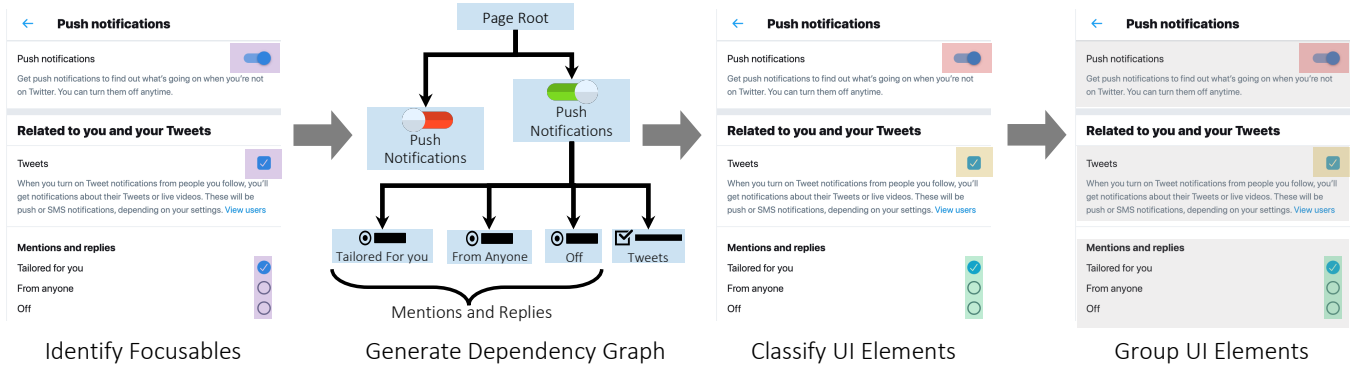 Push notifications
Push notifications
Get push notifications to find out what's going on when you're not
on Twitter. You can turn them off anytime.
Related to you and your Tweets
Tweets
When you turn on Tweet notifications from people you follow, you'll
get notifications about their Tweets or live videos. These will be
push or SMS notifications, depending on your settings. View users
Mentions and replies
Tailored for you
From anyone
Off
Identify Focusables
Page Root
Push
Notifications
Push
Notifications
Tailored For you
From Anyone
Off
Tweets
Mentions and Replies
Generate Dependency Graph
Push notifications
Push notifications
Get push notifications to find out what's going on when you're not
on Twitter. You can turn them off anytime.
Related to you and your Tweets
Tweets
When you turn on Tweet notifications from people you follow, you'll
get notifications about their Tweets or live videos. These will be
push or SMS notifications, depending on your settings. View users
Mentions and replies
Tailored for you
From anyone
Off
Classify UI Elements
Push notifications
Push notifications
Get push notifications to find out what's going on when you're not
on Twitter. You can turn them off anytime.
Related to you and your Tweets
Tweets
When you turn on Tweet notifications from people you follow, you'll
get notifications about their Tweets or live videos. These will be
push or SMS notifications, depending on your settings. View users
Mentions and replies
Tailored for you
From anyone
Off
Group UI Elements